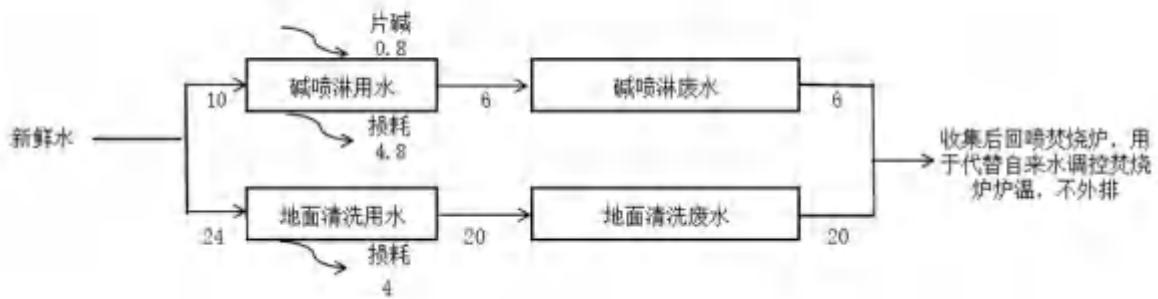 片碱
0.8
碱喷淋用水
碱喷淋废水
10
6
6
新鲜水
损耗
4.8
收集后回喷焚烧炉，用
于代替自来水调控焚烧
炉炉温，不外排
地面清洗用水
地面清洗废水
24
20
20
损耗
4